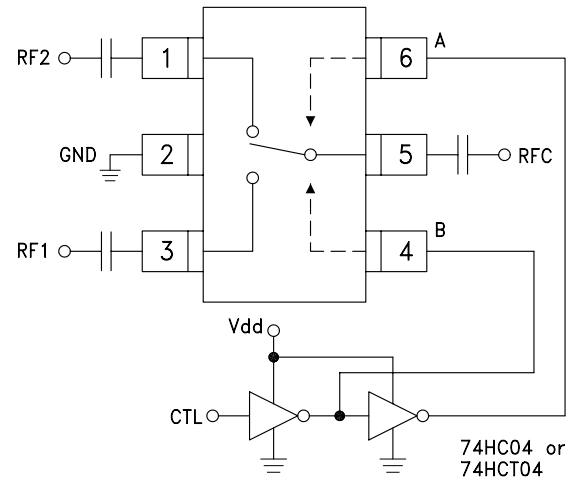 RF2 1 6 A
GND 2 5 RFC
RF1 3 4 B
Vdd
CTL
74HC04 or
74HCT04